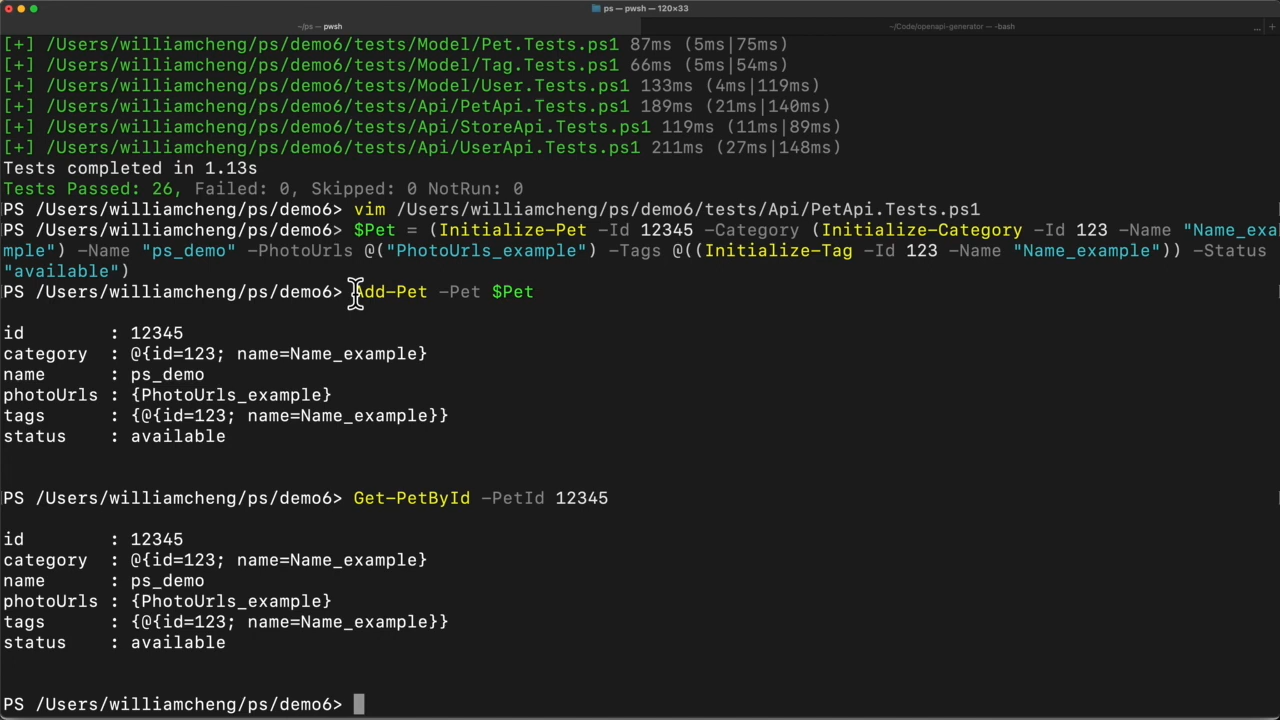 ps — pwsh — 120×33
~/ps — pwsh
~/Code/openapi-generator — -bash
[+] /Users/williamcheng/ps/demo6/tests/Model/Pet.Tests.ps1 87ms (5ms|75ms)
[+] /Users/williamcheng/ps/demo6/tests/Model/Tag.Tests.ps1 66ms (5ms|54ms)
[+] /Users/williamcheng/ps/demo6/tests/Model/User.Tests.ps1 133ms (4ms|119ms)
[+] /Users/williamcheng/ps/demo6/tests/Api/PetApi.Tests.ps1 189ms (21ms|140ms)
[+] /Users/williamcheng/ps/demo6/tests/Api/StoreApi.Tests.ps1 119ms (11ms|89ms)
[+] /Users/williamcheng/ps/demo6/tests/Api/UserApi.Tests.ps1 211ms (27ms|148ms)
Tests completed in 1.13s
Tests Passed: 26, Failed: 0, Skipped: 0 NotRun: 0
PS /Users/williamcheng/ps/demo6> vim /Users/williamcheng/ps/demo6/tests/Api/PetApi.Tests.ps1
PS /Users/williamcheng/ps/demo6> $Pet = (Initialize-Pet -Id 12345 -Category (Initialize-Category -Id 123 -Name "Name_exa
mple") -Name "ps_demo" -PhotoUrls @("PhotoUrls_example") -Tags @((Initialize-Tag -Id 123 -Name "Name_example")) -Status
"available")
PS /Users/williamcheng/ps/demo6> Add-Pet -Pet $Pet
id : 12345
category : @{id=123; name=Name_example}
name : ps_demo
photoUrls : {PhotoUrls_example}
tags : {@{id=123; name=Name_example}}
status : available
PS /Users/williamcheng/ps/demo6> Get-PetById -PetId 12345
id : 12345
category : @{id=123; name=Name_example}
name : ps_demo
photoUrls : {PhotoUrls_example}
tags : {@{id=123; name=Name_example}}
status : available
PS /Users/williamcheng/ps/demo6>